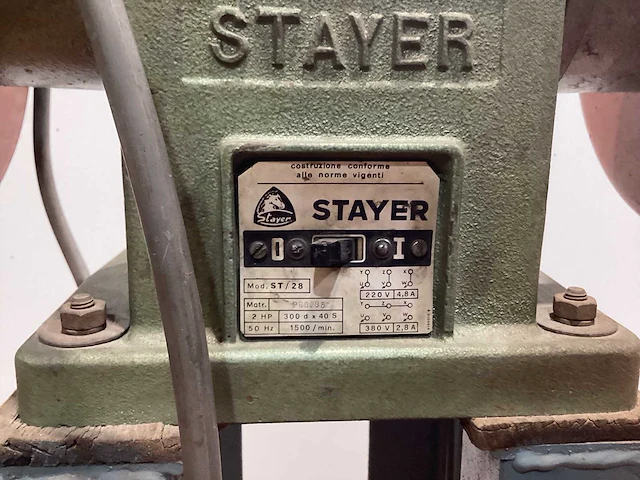 STAYER
costruzione conforme
alle norme vigenti
Stayer
STAYER
0 I
Mod. ST/28
Matr.
2 HP 300 d x 40 S
50 Hz 1500/min.
Y Z X
U V W
220 V 4,8 A
Y Z X
U V W
380 V 2,8 A